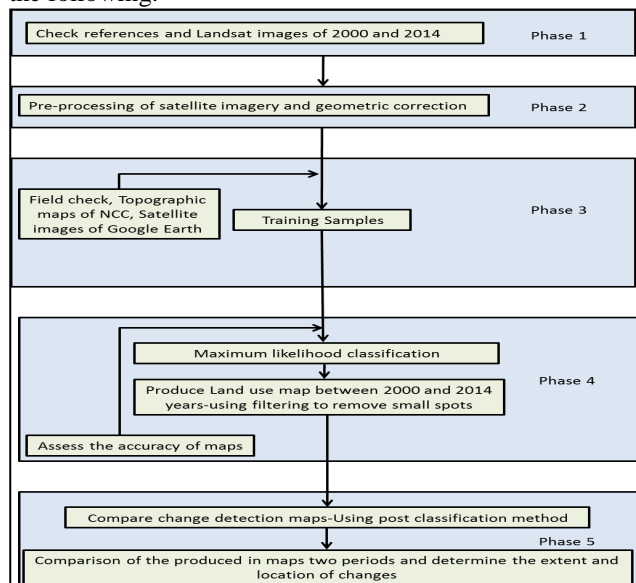 the following:
Check references and Landsat images of 2000 and 2014
Phase 1
Pre-processing of satellite imagery and geometric correction
Phase 2
Field check, Topographic
maps of NCC, Satellite
images of Google Earth
Training Samples
Phase 3
Maximum likelihood classification
Produce Land use map between 2000 and 2014
years-using filtering to remove small spots
Phase 4
Assess the accuracy of maps
Compare change detection maps-Using post classification method
Phase 5
Comparison of the produced in maps two periods and determine the extent and
location of changes